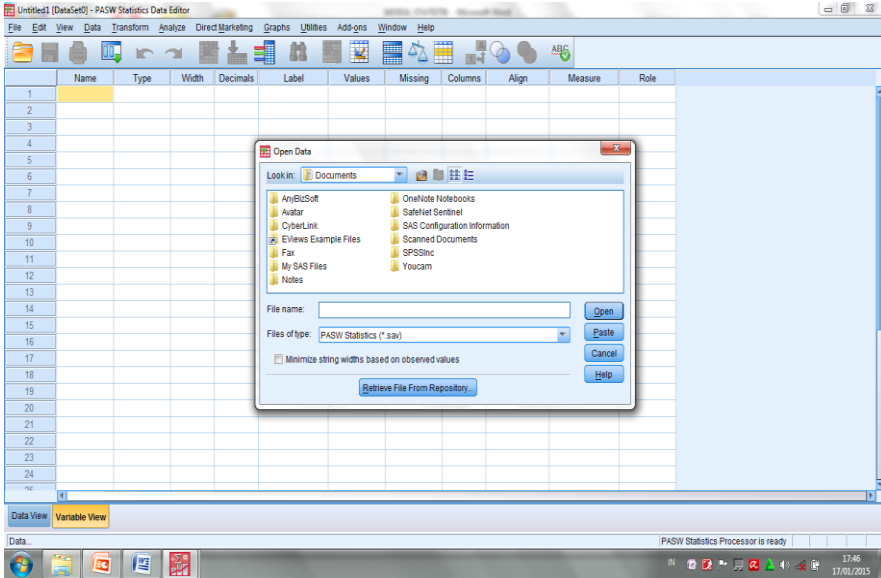 Untitled1 [DataSet0] - PASW Statistics Data Editor
File Edit View Data Transform Analyze Direct Marketing Graphs Utilities Add-ons Window Help
Name Type Width Decimals Label Values Missing Columns Align Measure Role
1
2
3
4
5
6
7
8
9
10
11
12
13
14
15
16
17
18
19
20
21
22
23
24
Open Data
Look in: Documents
AnyBizSoft
Avatar
CyberLink
EViews Example Files
Fax
My SAS Files
Notes
OneNote Notebooks
SafeNet Sentinel
SAS Configuration Information
Scanned Documents
SPSSInc
Youcam
File name: Open
Files of type: PASW Statistics (*.sav) Paste
Minimize string widths based on observed values Cancel
Help
Retrieve File From Repository...
Data View Variable View
Data... PASW Statistics Processor is ready
IN 17:46
17/01/2015